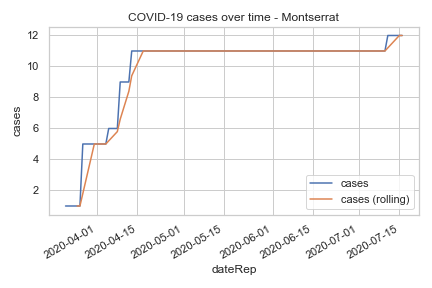 COVID-19 cases over time - Montserrat
12
10
8
6
4
2
cases
cases
cases (rolling)
2020-04-01
2020-04-15
2020-05-01
2020-05-15
2020-06-01
2020-06-15
2020-07-01
2020-07-15
dateRep